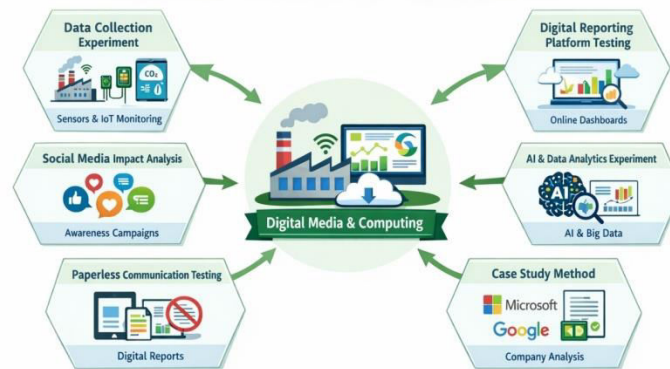 Data Collection
Experiment
CO₂
Sensors & IoT Monitoring
Digital Reporting
Platform Testing
Online Dashboards
Social Media Impact Analysis
Awareness Campaigns
Digital Media & Computing
AI & Data Analytics Experiment
AI
AI & Big Data
Paperless Communication Testing
Digital Reports
Case Study Method
Microsoft
Google
Company Analysis